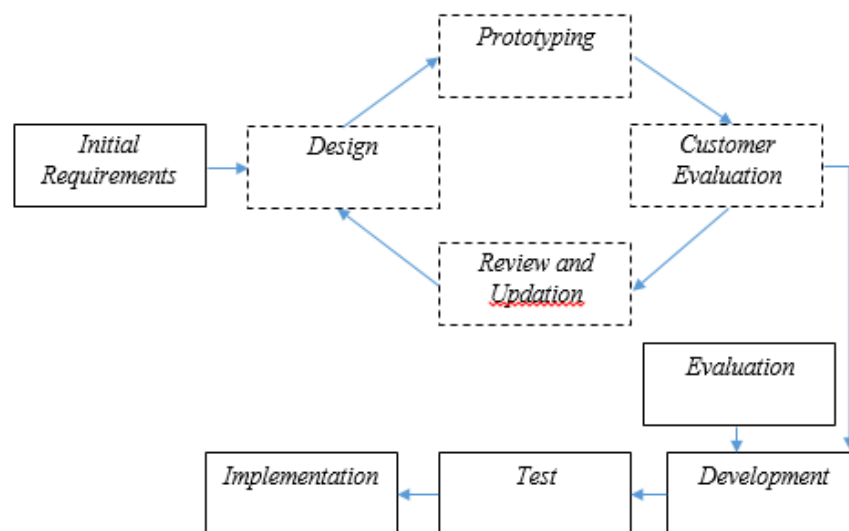 Prototyping
Initial
Requirements
Design
Customer
Evaluation
Review and
Updation
Evaluation
Implementation
Test
Development